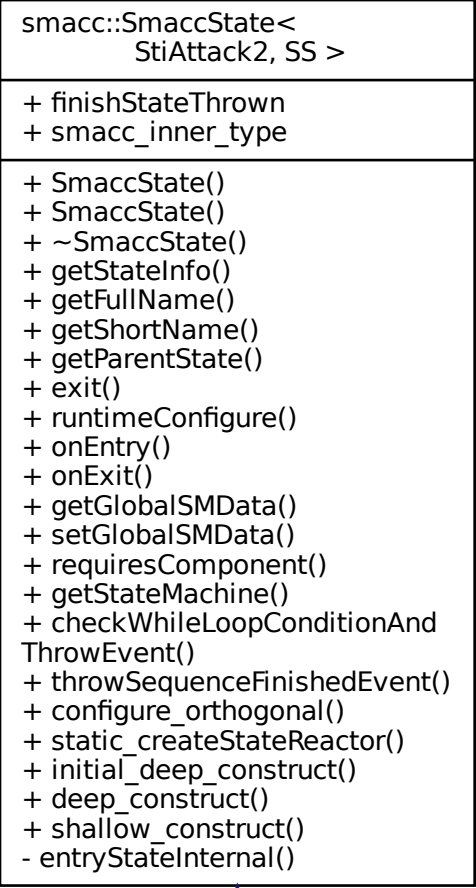 smacc::SmaccState<
StiAttack2, SS >
+ finishStateThrown
+ smacc_inner_type
+ SmaccState()
+ SmaccState()
+ ~SmaccState()
+ getStateInfo()
+ getFullName()
+ getShortName()
+ getParentState()
+ exit()
+ runtimeConfigure()
+ onEntry()
+ onExit()
+ getGlobalSMData()
+ setGlobalSMData()
+ requiresComponent()
+ getStateMachine()
+ checkWhileLoopConditionAnd
ThrowEvent()
+ throwSequenceFinishedEvent()
+ configure_orthogonal()
+ static_createStateReactor()
+ initial_deep_construct()
+ deep_construct()
+ shallow_construct()
- entryStateInternal()